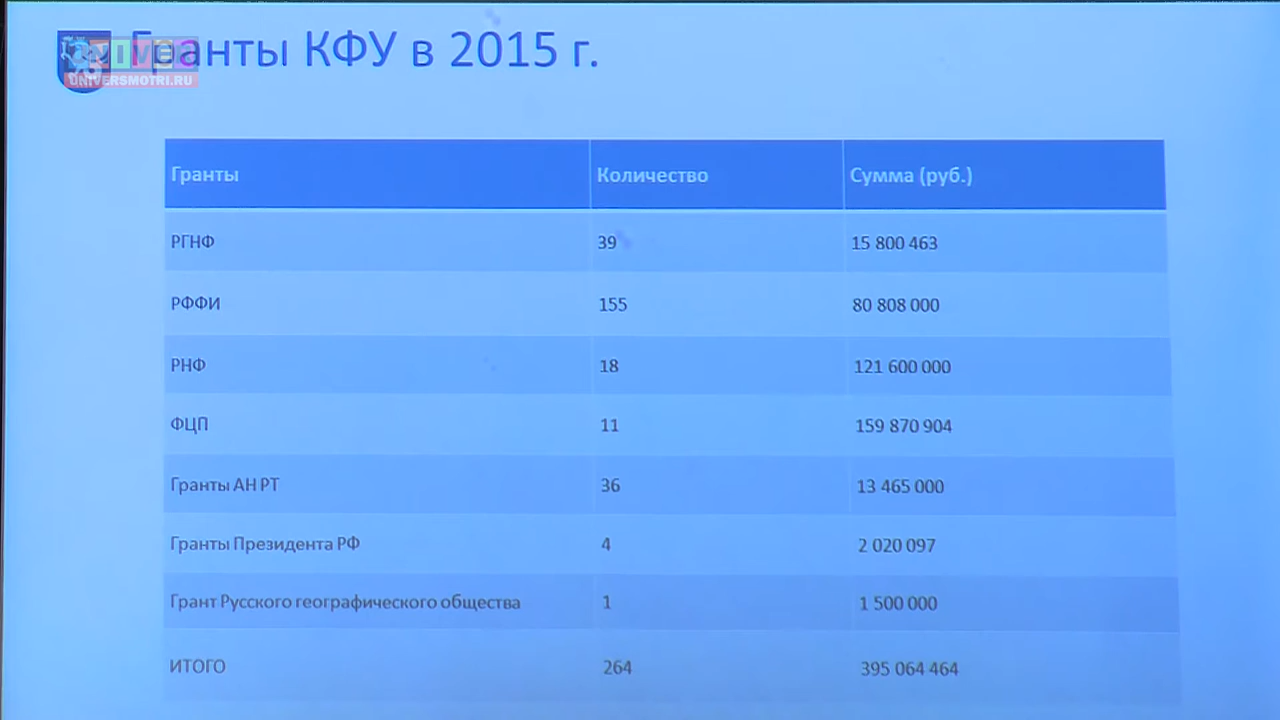 Гранты КФУ в 2015 г.
UNIVER
UNIVERSMOTRI.RU
Гранты Количество Сумма (руб.)
РГНФ 39 15 800 463
РФФИ 155 80 808 000
РНФ 18 121 600 000
ФЦП 11 159 870 904
Гранты АН РТ 36 13 465 000
Гранты Президента РФ 4 2 020 097
Грант Русского географического общества 1 1 500 000
ИТОГО 264 395 064 464